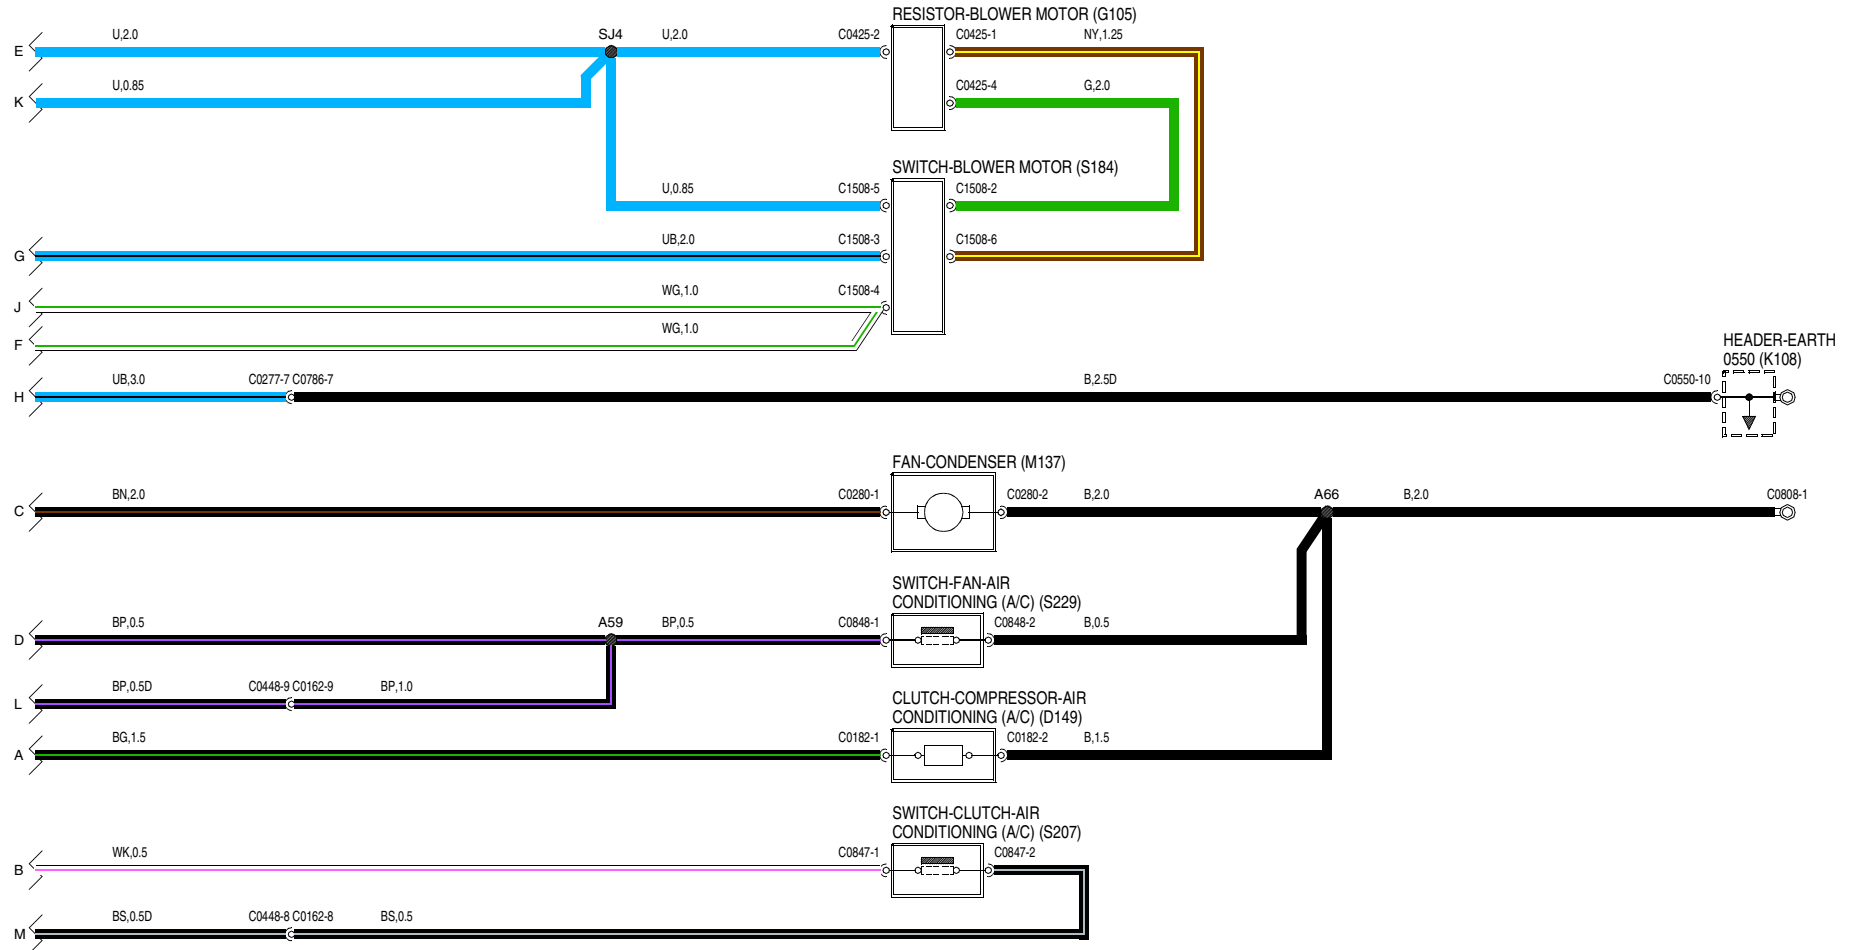 RESISTOR-BLOWER MOTOR (G105)
E U,2.0 SJ4 U,2.0 C0425-2 C0425-1 NY,1.25
K U,0.85 C0425-4 G,2.0
SWITCH-BLOWER MOTOR (S184)
U,0.85 C1508-5 C1508-2
G UB,2.0 C1508-3 C1508-6
J WG,1.0 C1508-4
F WG,1.0
HEADER-EARTH
0550 (K108)
H UB,3.0 C0277-7 C0786-7 B,2.5D C0550-10
FAN-CONDENSER (M137)
C BN,2.0 C0280-1 C0280-2 B,2.0 A66 B,2.0 C0808-1
SWITCH-FAN-AIR
CONDITIONING (A/C) (S229)
D BP,0.5 A59 BP,0.5 C0848-1 C0848-2 B,0.5
L BP,0.5D C0448-9 C0162-9 BP,1.0
CLUTCH-COMPRESSOR-AIR
CONDITIONING (A/C) (D149)
A BG,1.5 C0182-1 C0182-2 B,1.5
SWITCH-CLUTCH-AIR
CONDITIONING (A/C) (S207)
B WK,0.5 C0847-1 C0847-2
M BS,0.5D C0448-8 C0162-8 BS,0.5